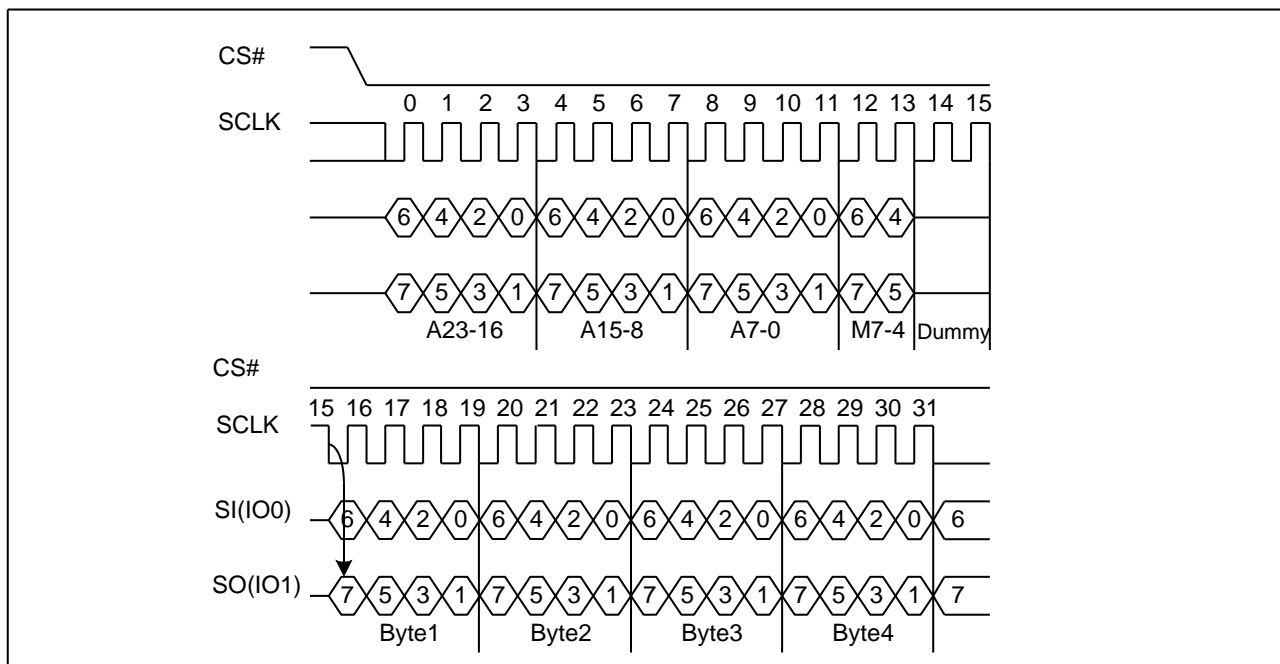 CS#
0 1 2 3 4 5 6 7 8 9 10 11 12 13 14 15
SCLK
6 4 2 0 6 4 2 0 6 4 2 0 6 4
7 5 3 1 7 5 3 1 7 5 3 1 7 5
A23-16 A15-8 A7-0 M7-4 Dummy
CS#
15 16 17 18 19 20 21 22 23 24 25 26 27 28 29 30 31
SCLK
SI(IO0) 6 4 2 0 6 4 2 0 6 4 2 0 6 4 2 0 6
SO(IO1) 7 5 3 1 7 5 3 1 7 5 3 1 7 5 3 1 7
Byte1 Byte2 Byte3 Byte4